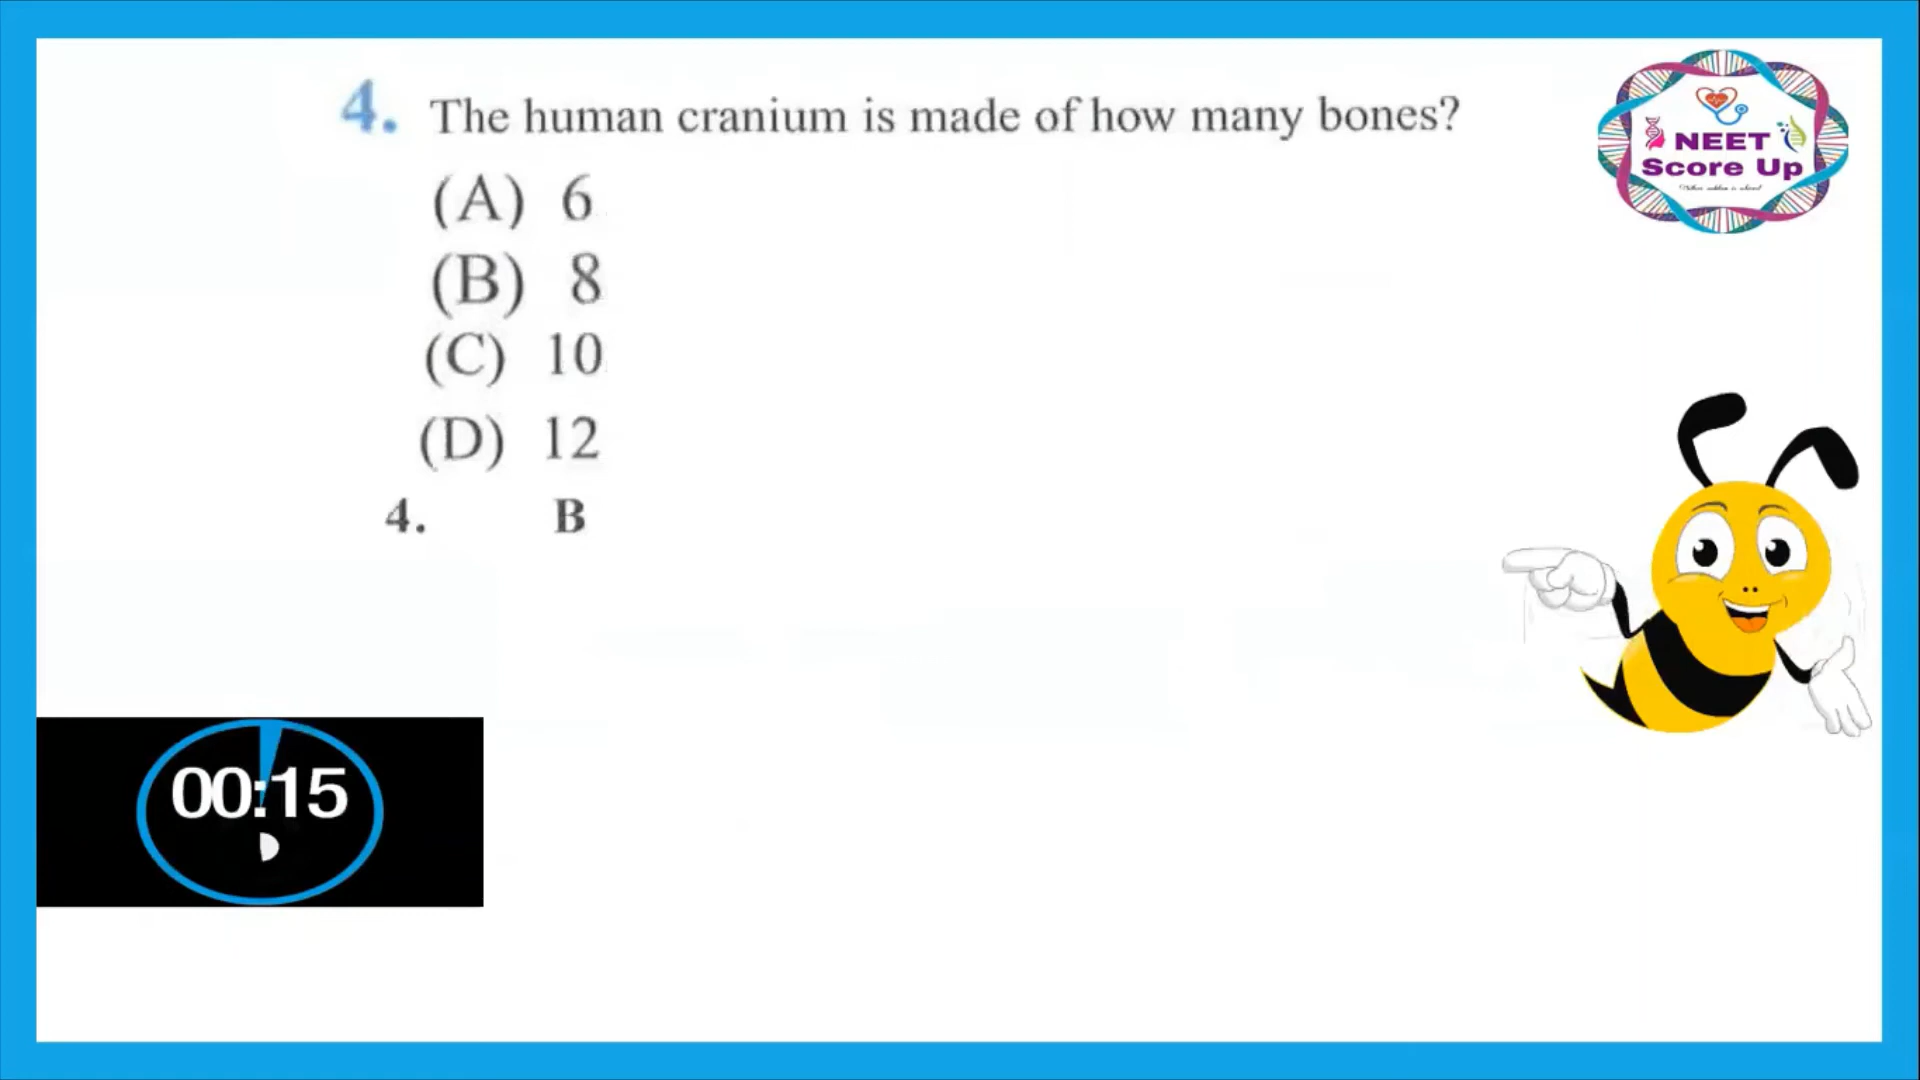 4. The human cranium is made of how many bones?
(A) 6
(B) 8
(C) 10
(D) 12
4. B
NEET
Score Up
00:15